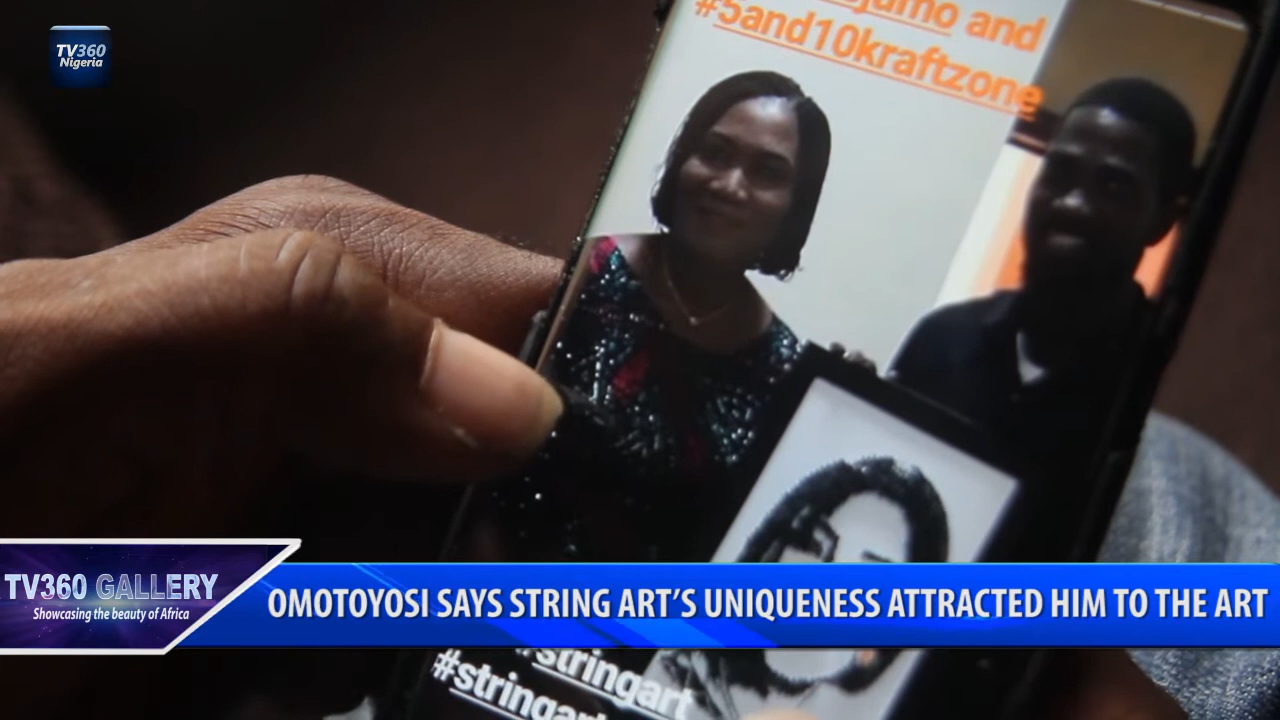 TV360
Nigeria
and
#5and10kraftzone
TV360 GALLERY
Showcasing the beauty of Africa
OMOTOYOSI SAYS STRING ART'S UNIQUENESS ATTRACTED HIM TO THE ART
#stringart